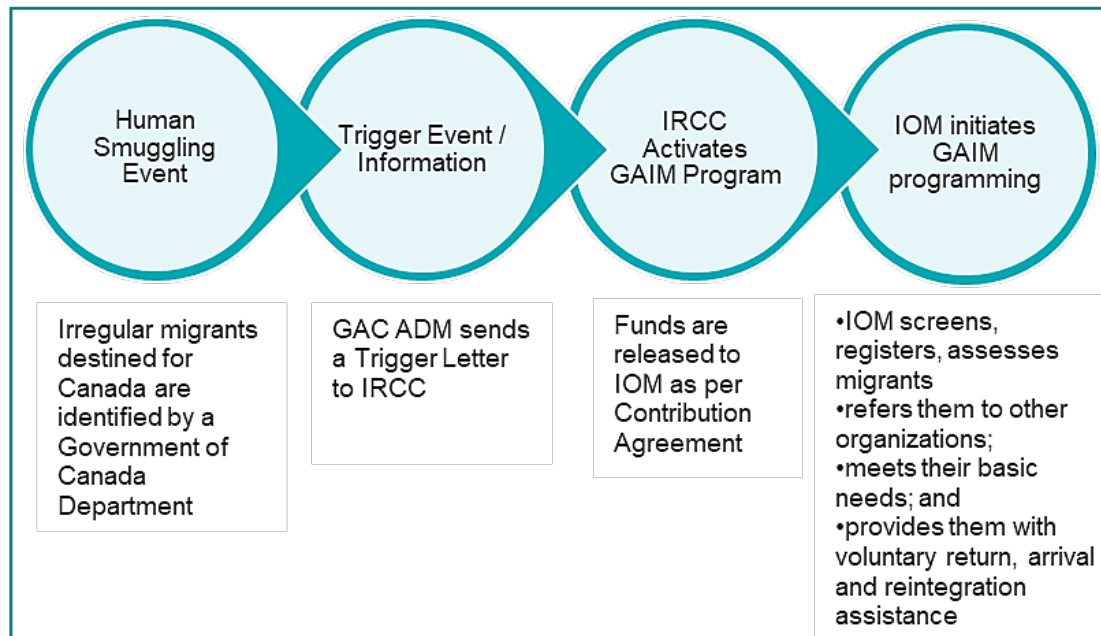 Human
Smuggling
Event
Trigger Event /
Information
IRCC
Activates
GAIM Program
IOM initiates
GAIM
programming
Irregular migrants
destined for
Canada are
identified by a
Government of
Canada
Department
GAC ADM sends
a Trigger Letter
to IRCC
Funds are
released to
IOM as per
Contribution
Agreement
•IOM screens,
registers, assesses
migrants
•refers them to other
organizations;
•meets their basic
needs; and
•provides them with
voluntary return, arrival
and reintegration
assistance